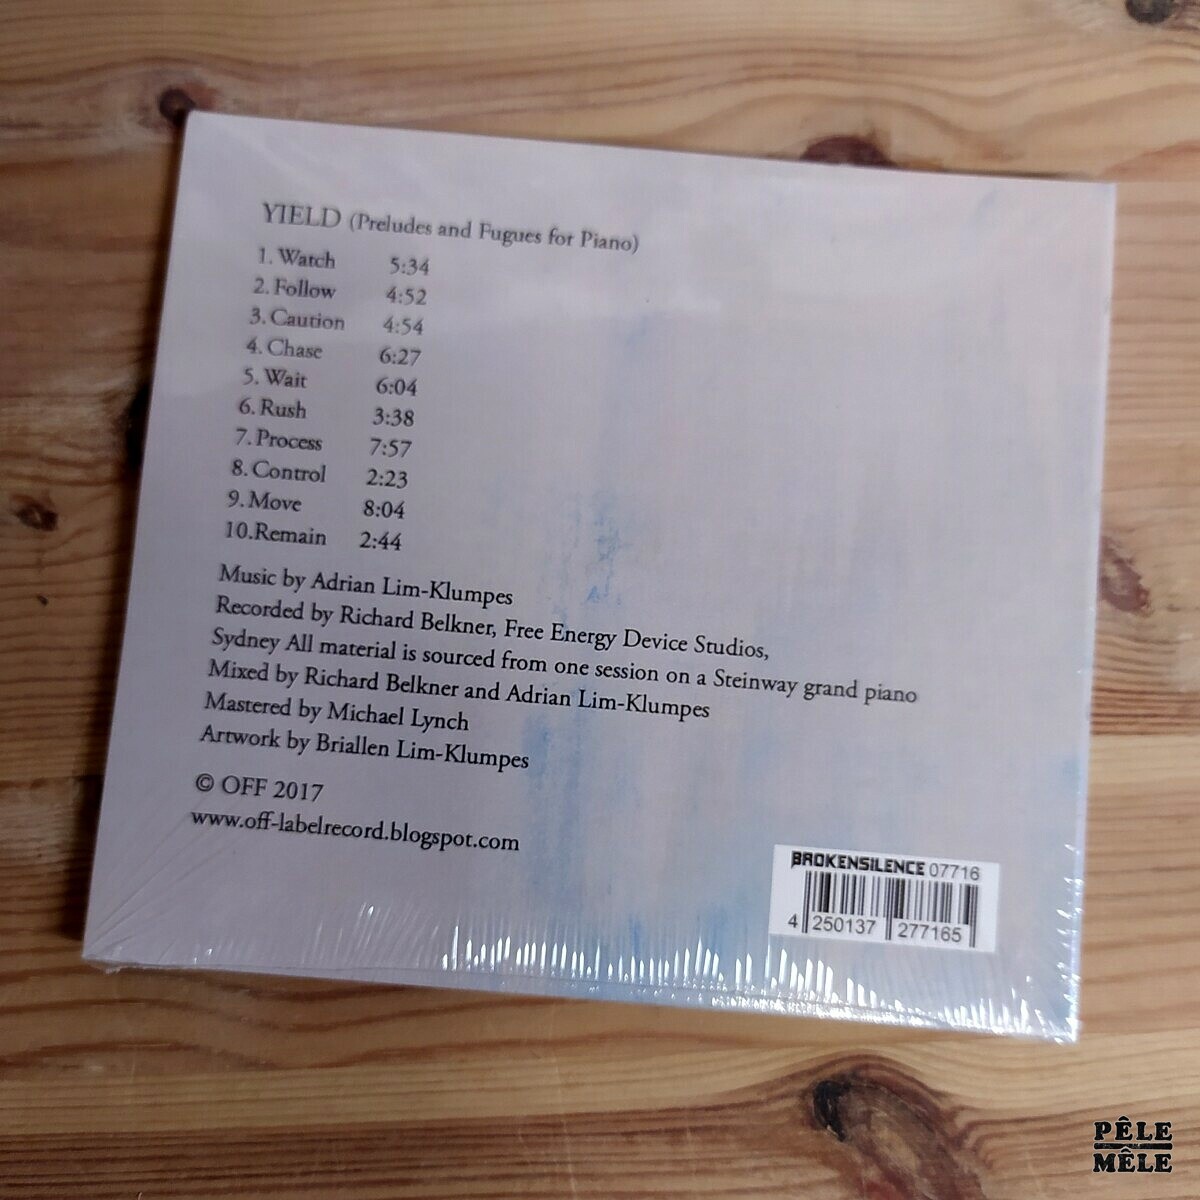 YIELD (Preludes and Fugues for Piano)
1. Watch 5:34
2. Follow 4:52
3. Caution 4:54
4. Chase 6:27
5. Wait 6:04
6. Rush 3:38
7. Process 7:57
8. Control 2:23
9. Move 8:04
10.Remain 2:44
Music by Adrian Lim-Klumpes
Recorded by Richard Belkner, Free Energy Device Studios,
Sydney All material is sourced from one session on a Steinway grand piano
Mixed by Richard Belkner and Adrian Lim-Klumpes
Mastered by Michael Lynch
Artwork by Briallen Lim-Klumpes
© OFF 2017
www.off-labelrecord.blogspot.com
BROKENSILENCE 07716
4 250137 277165
PÊLE
MÊLE